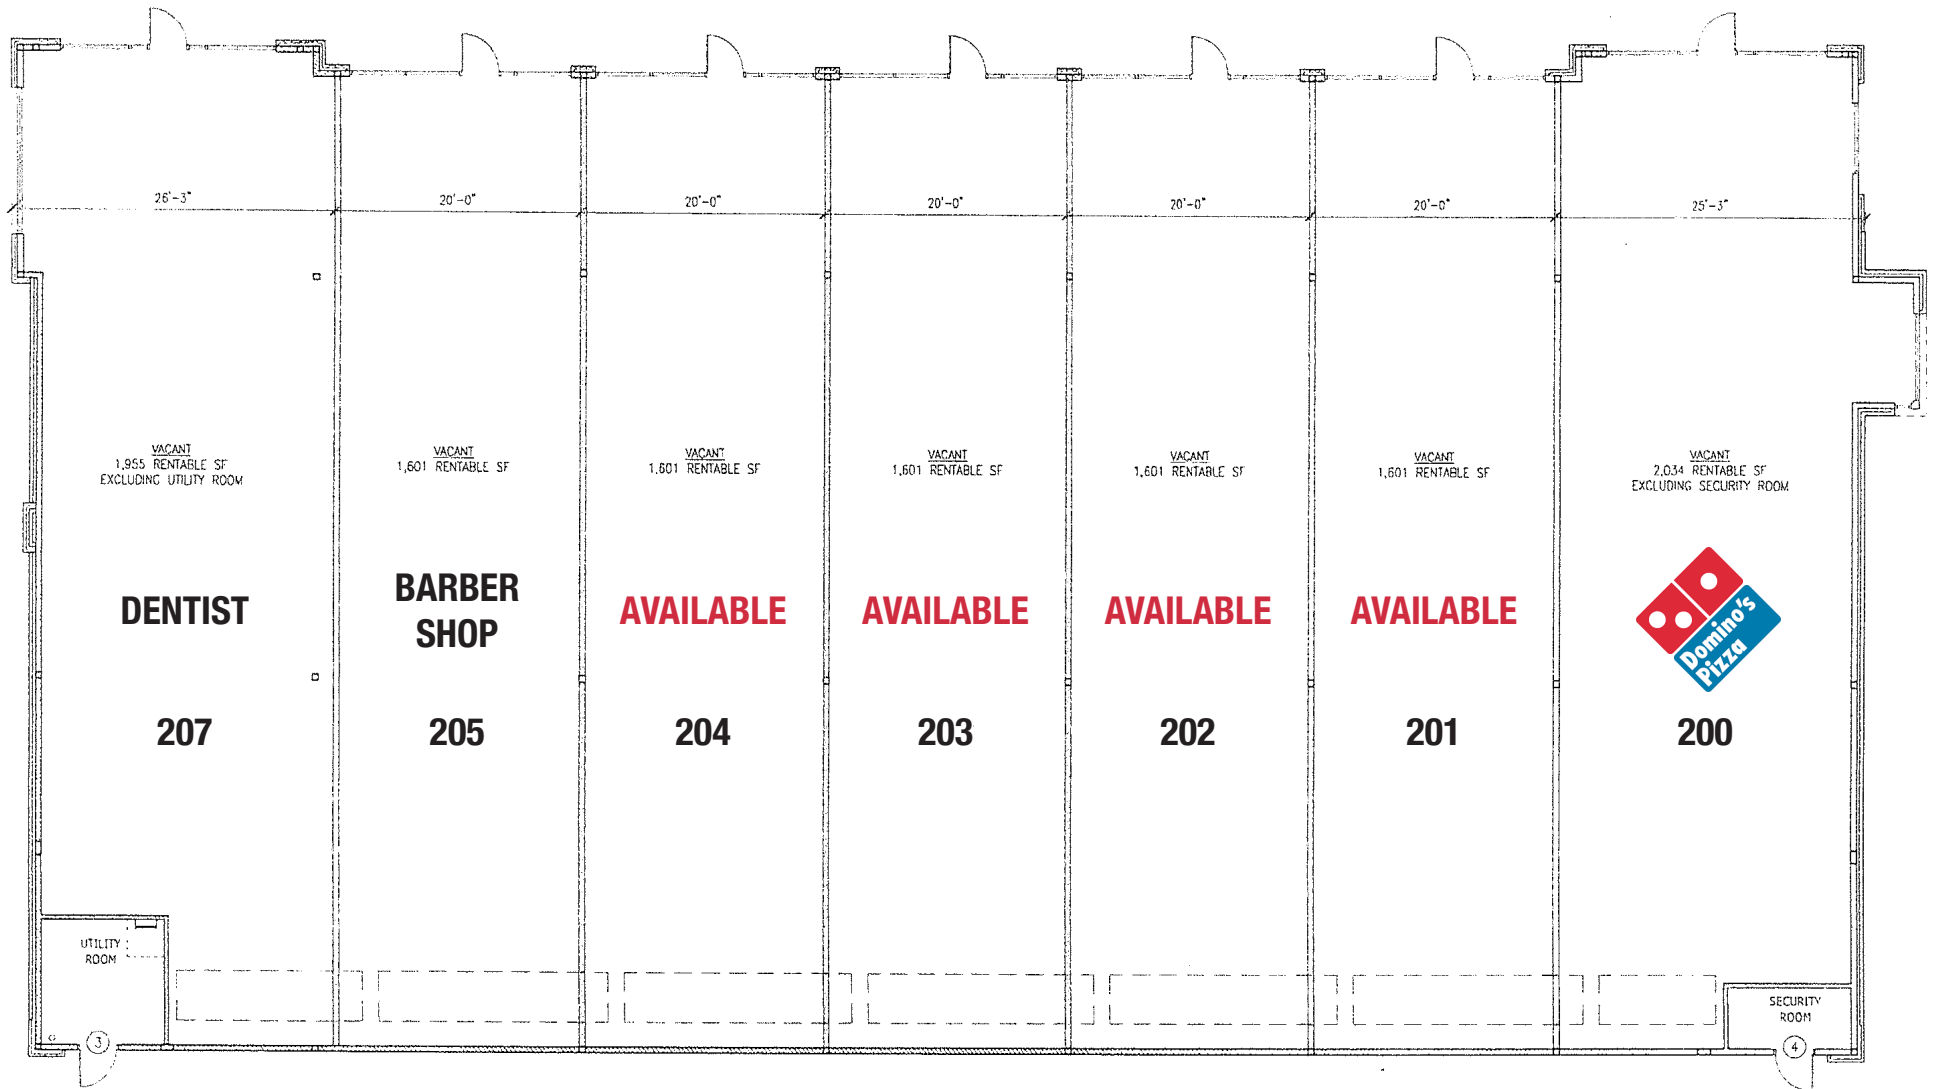 26'-3"
20'-0"
20'-0"
20'-0"
20'-0"
20'-0"
25'-3"
VACANT
1,955 RENTABLE SF
EXCLUDING UTILITY ROOM
VACANT
1,601 RENTABLE SF
VACANT
1,601 RENTABLE SF
VACANT
1,601 RENTABLE SF
VACANT
1,601 RENTABLE SF
VACANT
1,601 RENTABLE SF
VACANT
2,034 RENTABLE SF
EXCLUDING SECURITY ROOM
DENTIST
BARBER
SHOP
AVAILABLE
AVAILABLE
AVAILABLE
AVAILABLE
Domino's
Pizza
207
205
204
203
202
201
200
UTILITY
ROOM
SECURITY
ROOM
3
4